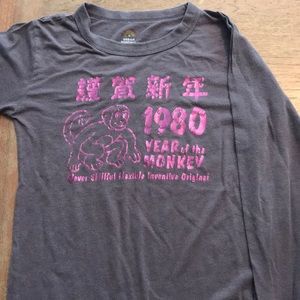 謹賀新年
1980
YEAR of the
MONKEY
Clever Skillful Flexible Inventive Original